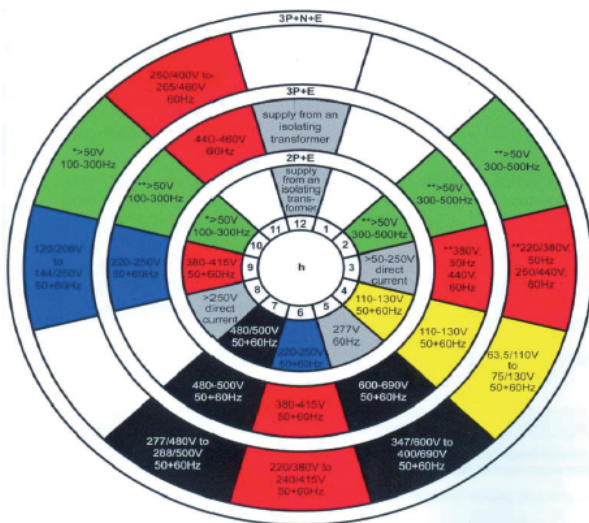 3P+N+E
250/400V to
265/460V
60Hz
*>50V
100-300Hz
120/208V
to
144/250V
50+60Hz
277/480V to
288/500V
50+60Hz
220/380V to
240/415V
50+60Hz
347/600V to
400/690V
50+60Hz
63,5/110V
to
75/130V
50+60Hz
**220/380V,
50Hz
250/440V,
60Hz
**>50V
300-500Hz
3P+E
supply from an
isolating
transformer
440-460V
60Hz
*>50V
100-300Hz
220-250V
50+60Hz
480-500V
50+60Hz
380-415V
50+60Hz
600-690V
50+60Hz
110-130V
50+60Hz
**380V,
50Hz
440V,
60Hz
**>50V
300-500Hz
2P+E
supply
from an
isolating
trans-
former
*>50V
100-300Hz
380-415V
50+60Hz
>250V
direct
current
480/500V
50+60Hz
220-250V
50+60Hz
277V
60Hz
110-130V
50+60Hz
>50-250V
direct
current
**>50V
300-500Hz
12
1
2
3
4
5
6
7
8
9
10
11
h